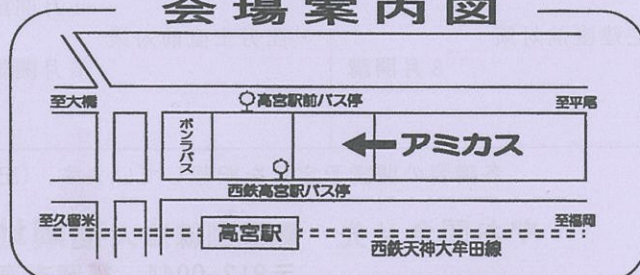 会場案内図
至大橋
高宮駅前バス停
至平尾
ボンラパス
アミカス
西鉄高宮駅バス停
至久留米
高宮駅
至福岡
西鉄天神大牟田線